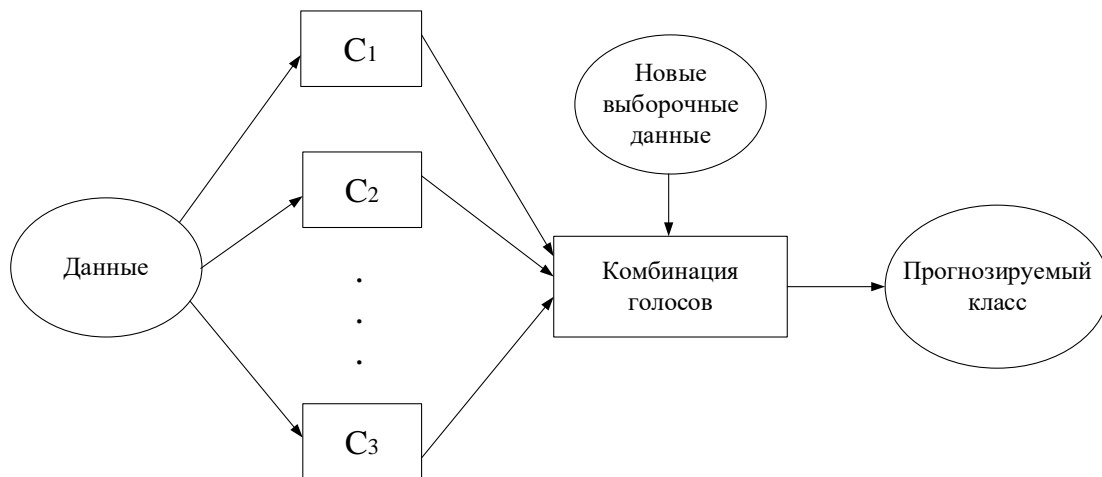 C1
Новые
выборочные
данные
C2
Данные
Комбинация
голосов
Прогнозируемый
класс
.
.
.
C3